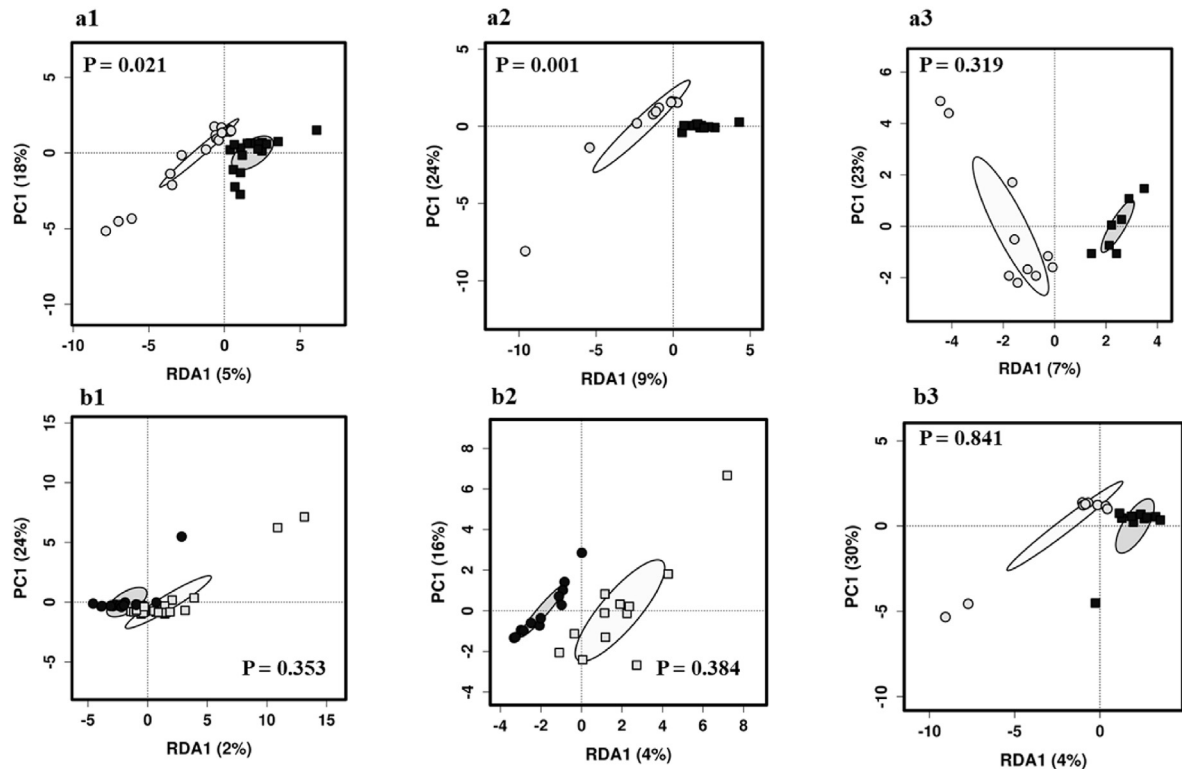 a1
P = 0.021
5
0
-5
-10
PC1 (18%)
-10
-5
0
5
RDA1 (5%)
a2
P = 0.001
5
0
-5
-10
PC1 (24%)
-10
-5
0
5
RDA1 (9%)
a3
P = 0.319
6
4
2
0
-2
PC1 (23%)
-4
-2
0
2
4
RDA1 (7%)
b1
15
10
5
0
-5
PC1 (24%)
P = 0.353
-5
0
5
10
15
RDA1 (2%)
b2
8
6
4
2
0
-2
-4
PC1 (16%)
P = 0.384
-4
-2
0
2
4
6
8
RDA1 (4%)
b3
P = 0.841
5
0
-5
-10
PC1 (30%)
-10
-5
0
RDA1 (4%)